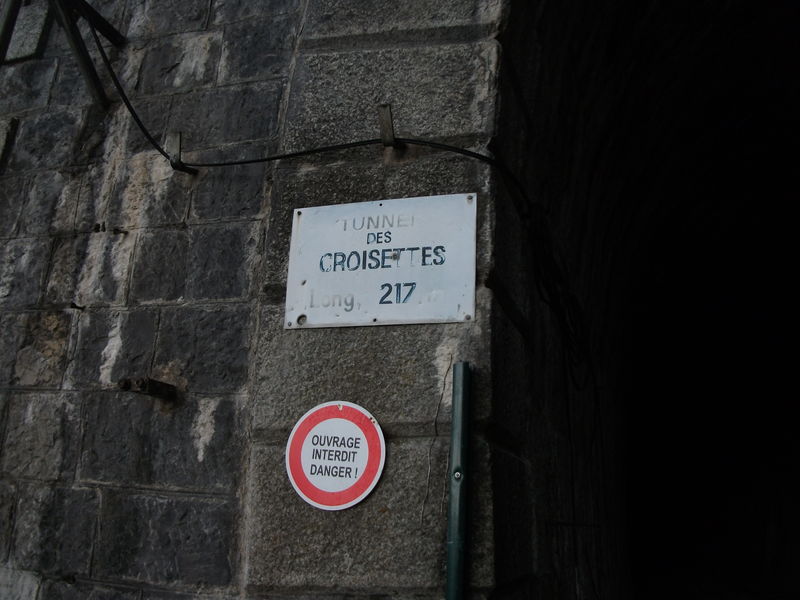 TUNNEL
DES
CROISETTES
Long, 217 m
OUVRAGE
INTERDIT
DANGER !